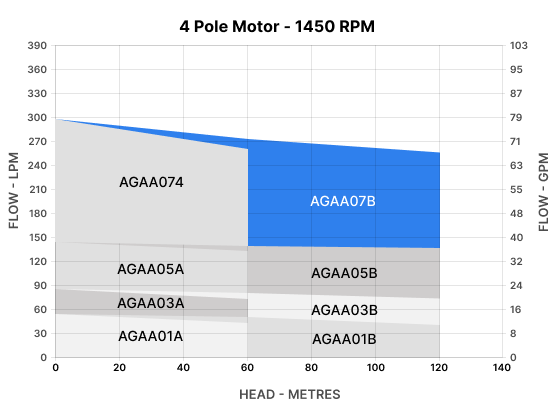 4 Pole Motor - 1450 RPM
390
360
330
300
270
240
210
180
150
120
90
60
30
0
FLOW - LPM
AGAA074
AGAA07B
AGAA05A
AGAA05B
AGAA03A
AGAA03B
AGAA01A
AGAA01B
103
95
87
79
71
63
55
48
40
32
24
16
8
0
FLOW - GPM
0 20 40 60 80 100 120 140
HEAD - METRES